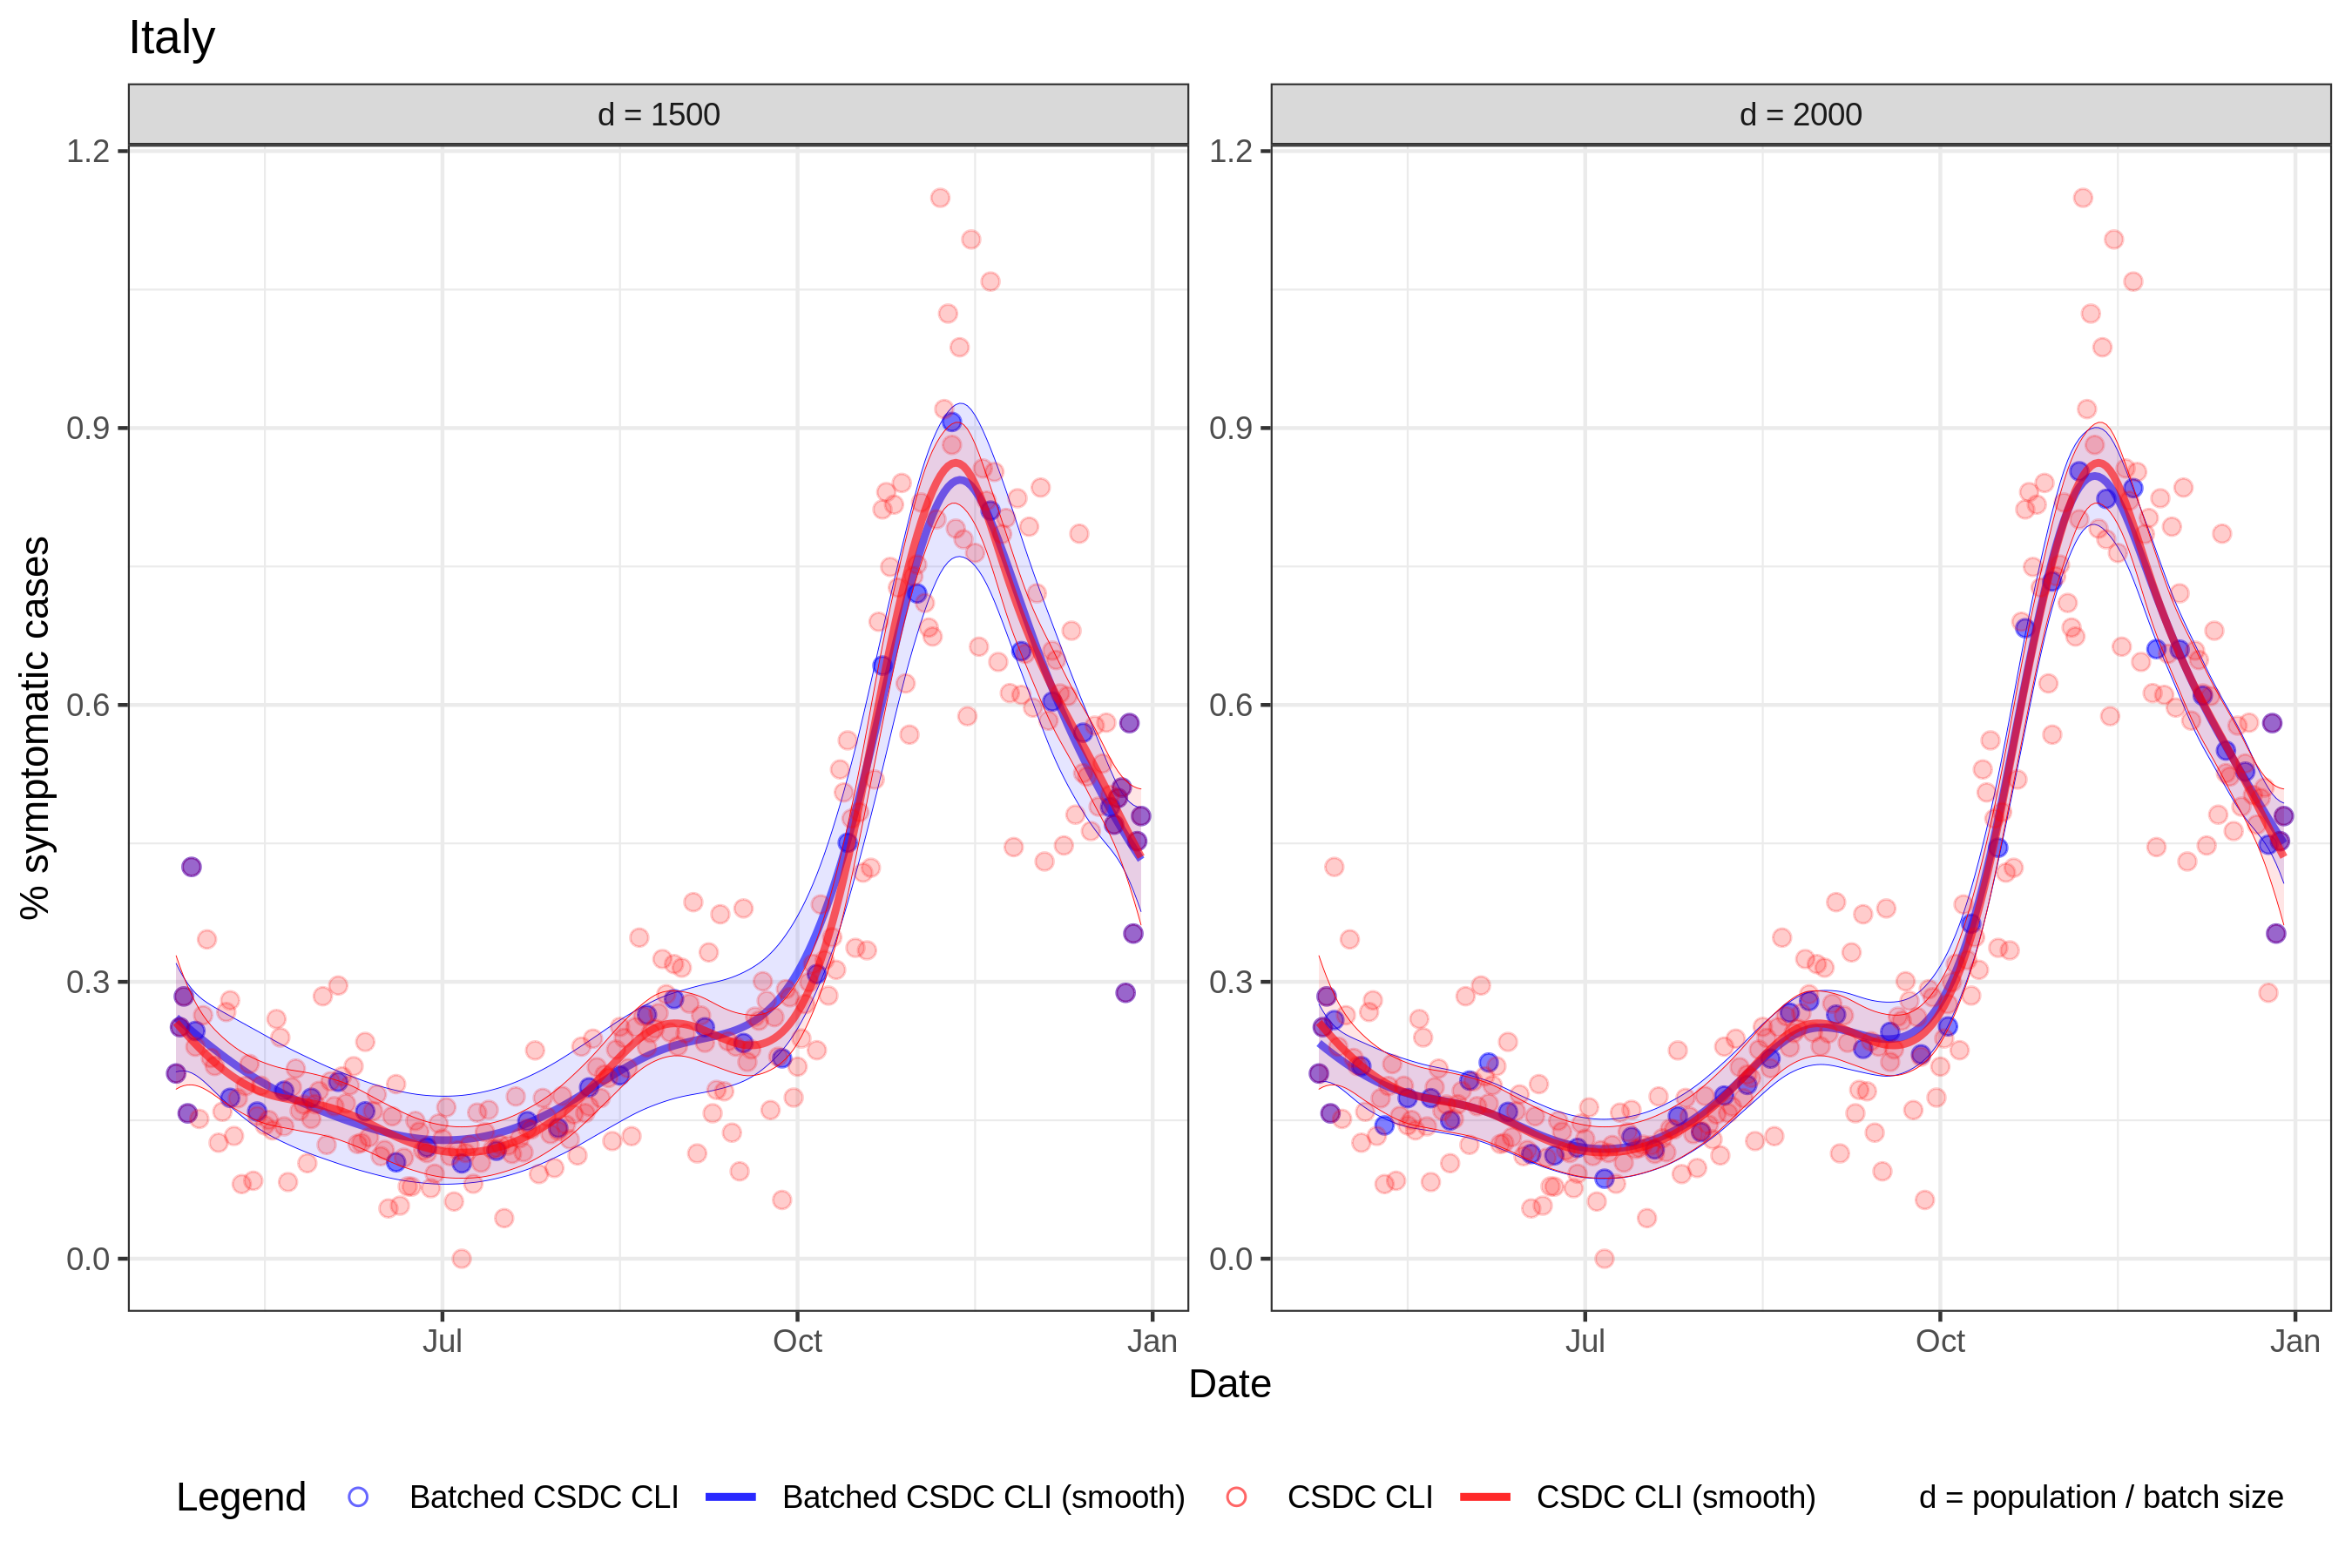 Italy
d = 1500
d = 2000
% symptomatic cases
1.2
0.9
0.6
0.3
0.0
1.2
0.9
0.6
0.3
0.0
Jul
Oct
Jan
Jul
Oct
Jan
Date
Legend
Batched CSDC CLI
Batched CSDC CLI (smooth)
CSDC CLI
CSDC CLI (smooth)
d = population / batch size